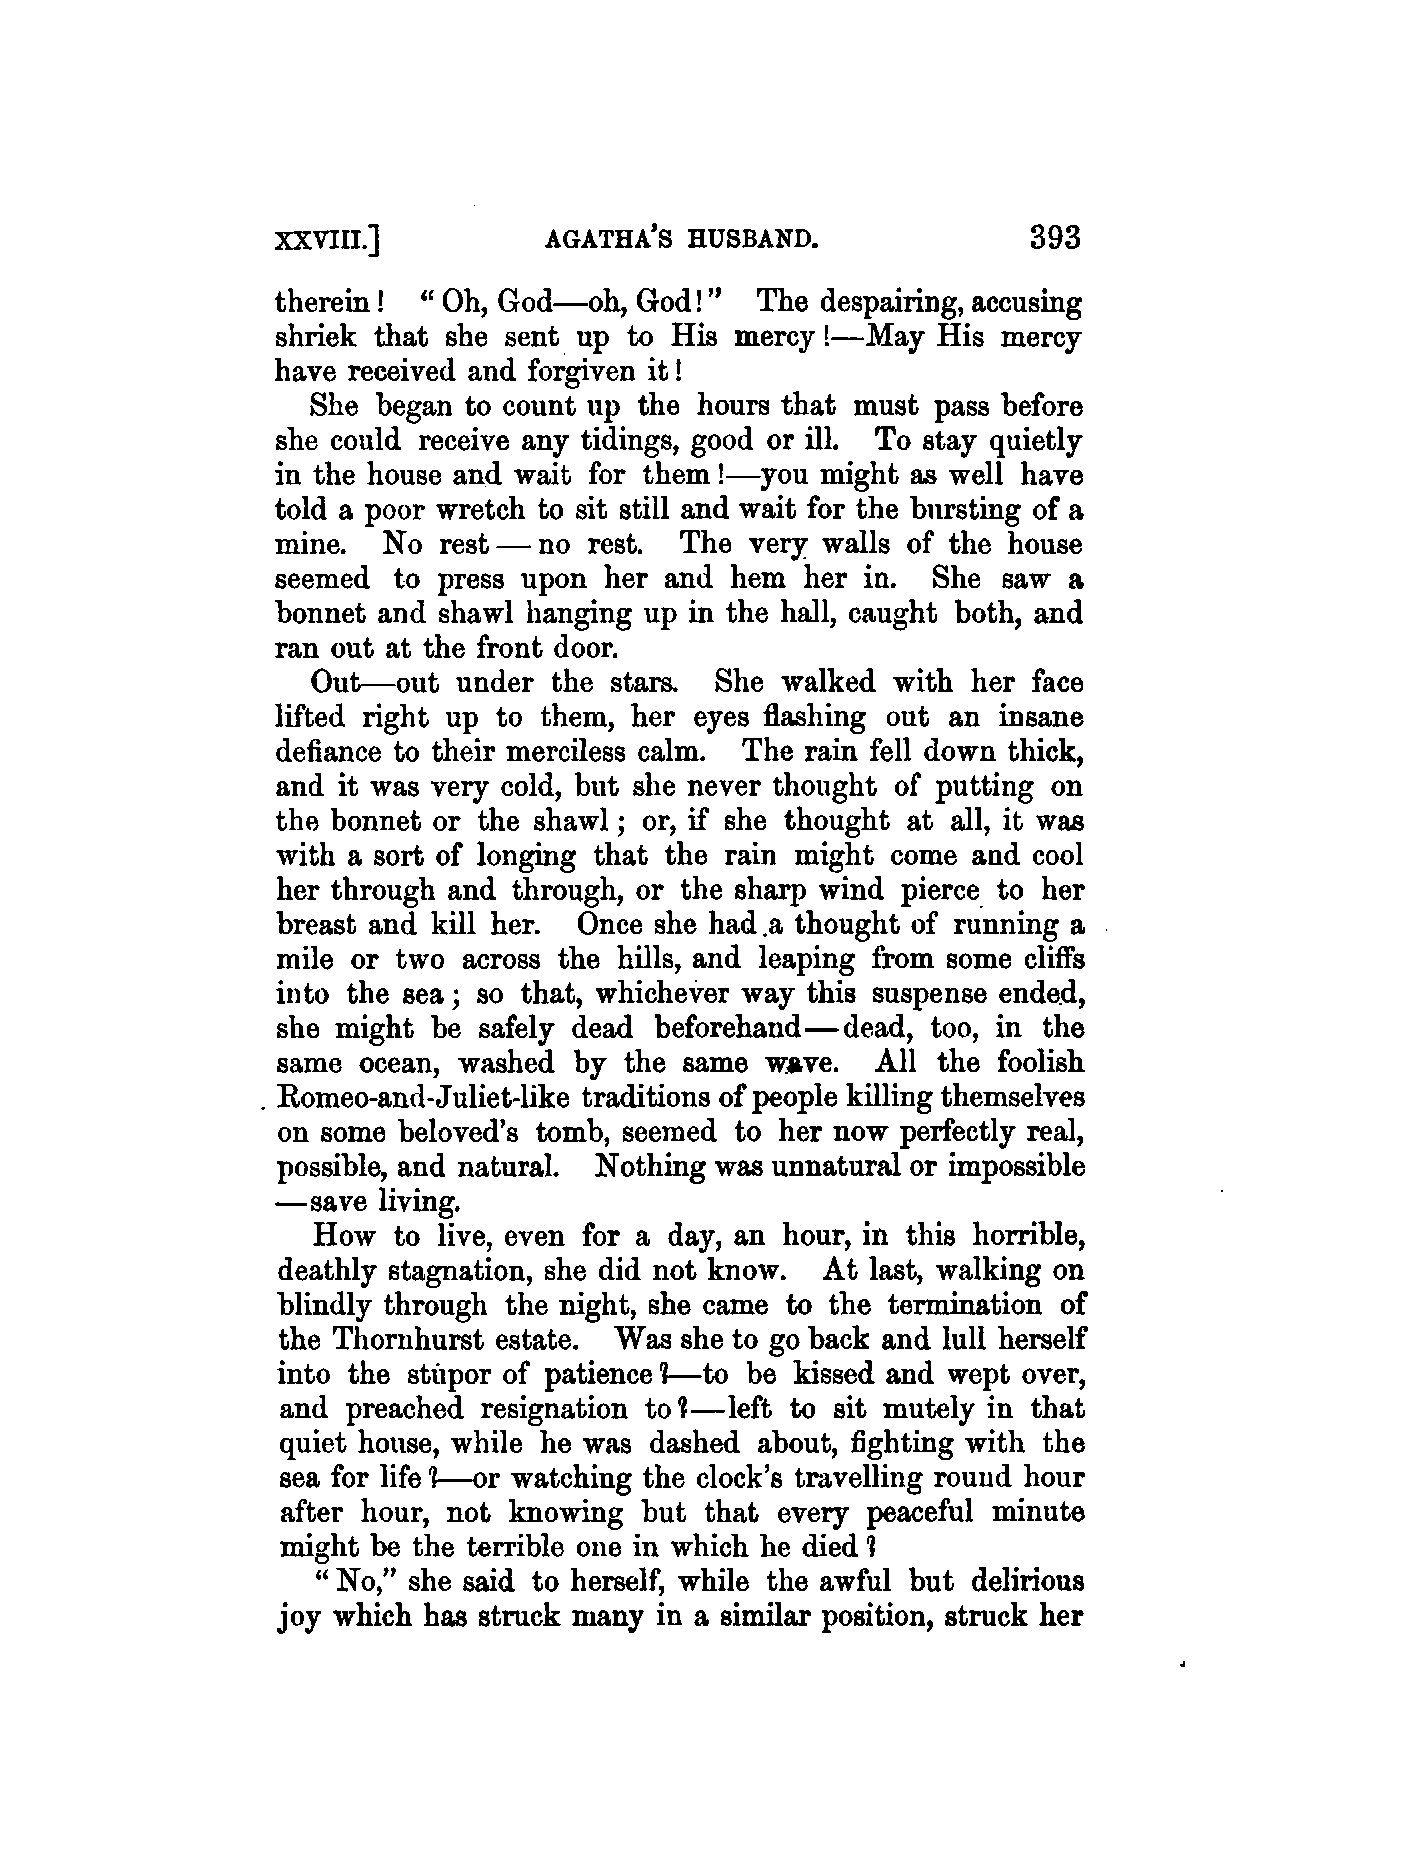 XXVIII.] AGATHA'S HUSBAND. 393
therein! "Oh, God—oh, God!" The despairing, accusing
shriek that she sent up to His mercy!—May His mercy
have received and forgiven it!
She began to count up the hours that must pass before
she could receive any tidings, good or ill. To stay quietly
in the house and wait for them!—you might as well have
told a poor wretch to sit still and wait for the bursting of a
mine. No rest—no rest. The very walls of the house
seemed to press upon her and hem her in. She saw a
bonnet and shawl hanging up in the hall, caught both, and
ran out at the front door.
Out—out under the stars. She walked with her face
lifted right up to them, her eyes flashing out an insane
defiance to their merciless calm. The rain fell down thick,
and it was very cold, but she never thought of putting on
the bonnet or the shawl; or, if she thought at all, it was
with a sort of longing that the rain might come and cool
her through and through, or the sharp wind pierce to her
breast and kill her. Once she had a thought of running a
mile or two across the hills, and leaping from some cliffs
into the sea; so that, whichever way this suspense ended,
she might be safely dead beforehand—dead, too, in the
same ocean, washed by the same wave. All the foolish
Romeo-and-Juliet-like traditions of people killing themselves
on some beloved's tomb, seemed to her now perfectly real,
possible, and natural. Nothing was unnatural or impossible
—save living.
How to live, even for a day, an hour, in this horrible,
deathly stagnation, she did not know. At last, walking on
blindly through the night, she came to the termination of
the Thornhurst estate. Was she to go back and lull herself
into the stupor of patience?—to be kissed and wept over,
and preached resignation to?—left to sit mutely in that
quiet house, while he was dashed about, fighting with the
sea for life?—or watching the clock's travelling round hour
after hour, not knowing but that every peaceful minute
might be the terrible one in which he died?
"No," she said to herself, while the awful but delirious
joy which has struck many in a similar position, struck her